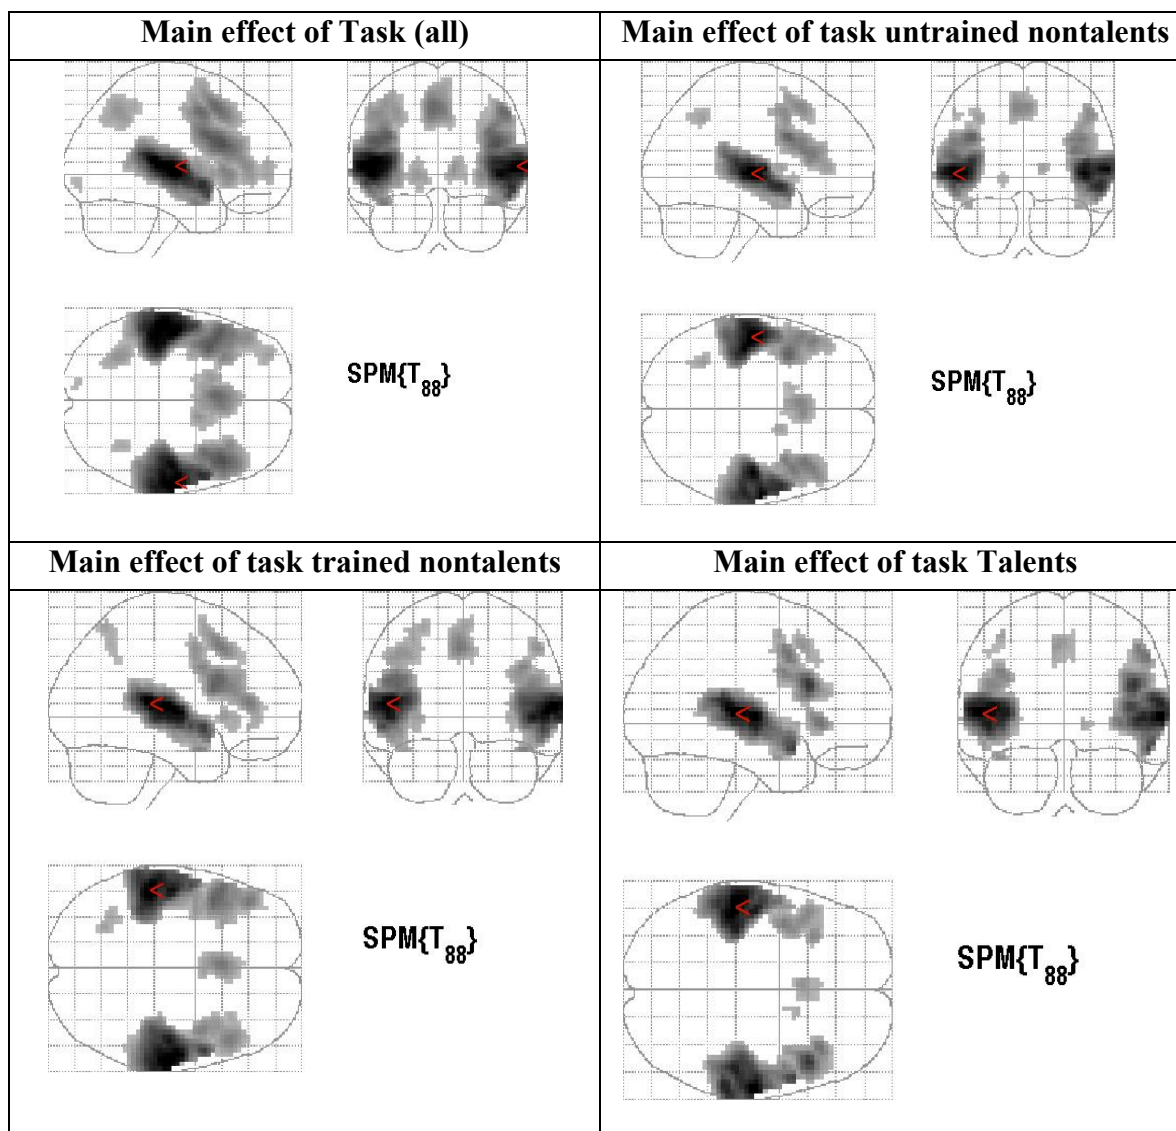 Main effect of Task (all)
Main effect of task untrained nontalents
SPM{T88}
SPM{T88}
Main effect of task trained nontalents
Main effect of task Talents
SPM{T88}
SPM{T88}